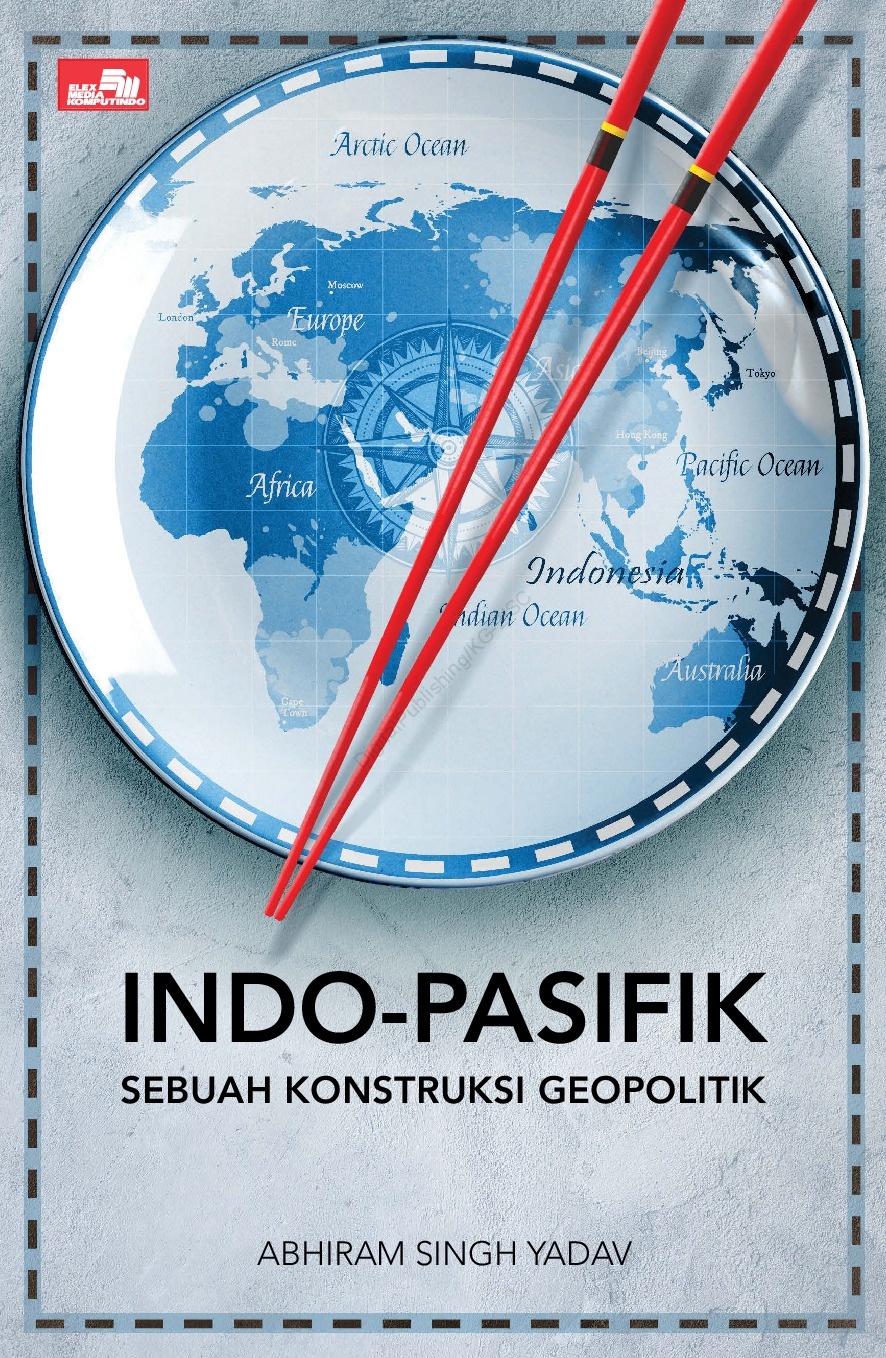 ELEX
MEDIA
KOMPUTINDO
Arctic Ocean
Moscow
London
Europe
Rome
Beijing
Asia
Tokyo
Hong Kong
Pacific Ocean
Africa
Indonesia
Indian Ocean
Australia
Cape
Town
INDO-PASIFIK
SEBUAH KONSTRUKSI GEOPOLITIK
ABHIRAM SINGH YADAV